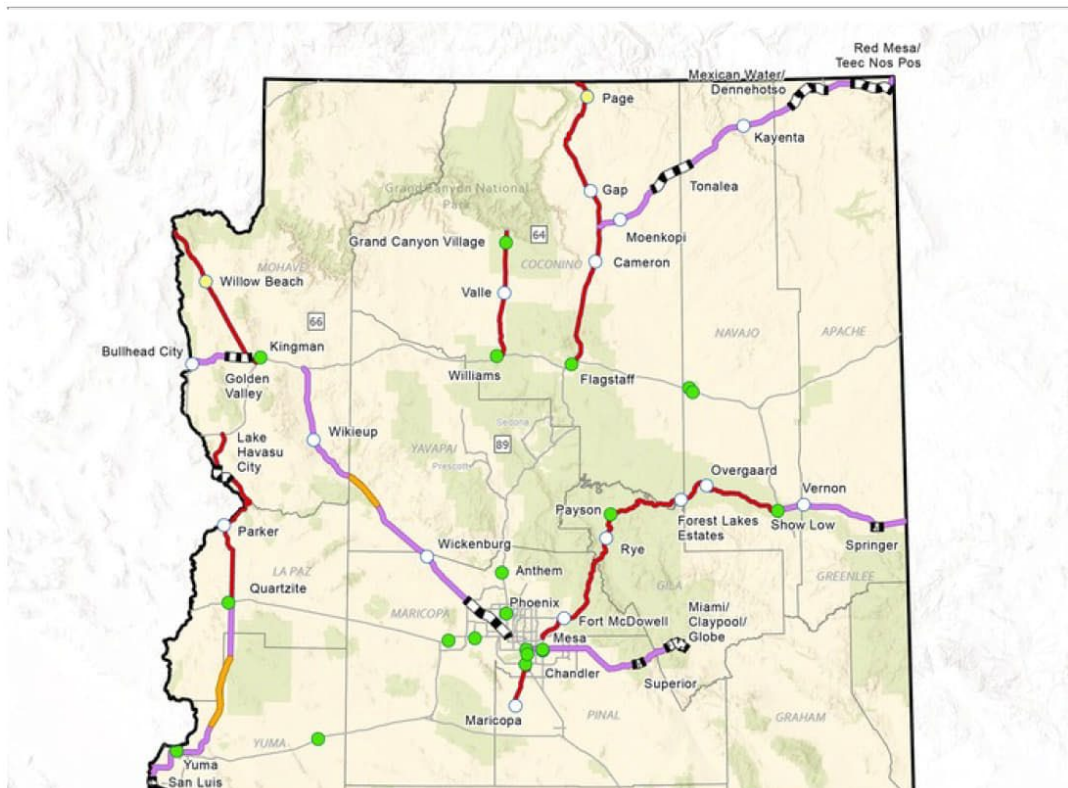 Red Mesa/
Teec Nos Pos
Mexican Water/
Dennehotso
Page
Kayenta
Grand Canyon National
Park
Gap
Tonalea
Moenkopi
Grand Canyon Village
64
COCONINO
Cameron
MOHAVE
Willow Beach
Valle
66
NAVAJO
APACHE
Bullhead City
Kingman
Golden
Valley
Williams
Flagstaff
Lake
Havasu
City
Wikieup
Sedona
89
YAVAPAI
Prescott
Overgaard
Vernon
Payson
Forest Lakes
Estates
Show Low
Parker
Rye
Springer
Wickenburg
LA PAZ
Anthem
GILA
GREENLEE
Quartzite
MARICOPA
Phoenix
Miami/
Claypool/
Globe
Fort McDowell
Mesa
Chandler
Superior
Maricopa
PINAL
GRAHAM
YUMA
Yuma
San Luis